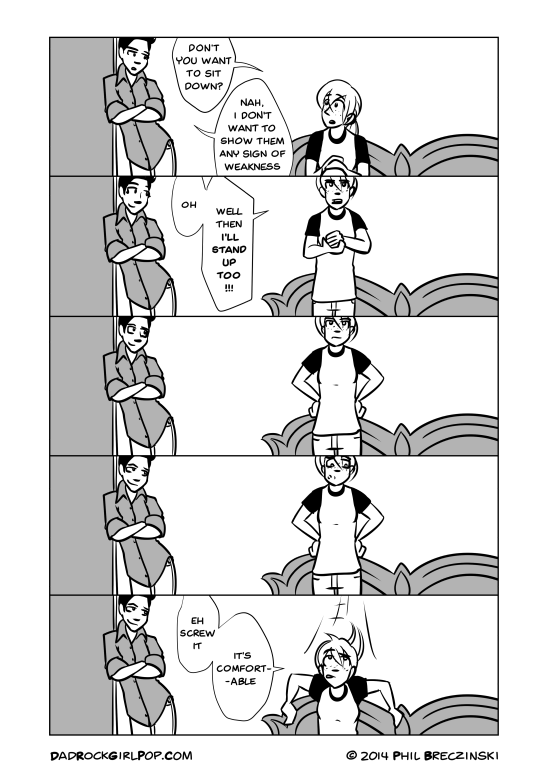 DON'T
YOU WANT
TO SIT
DOWN?
NAH,
I DON'T
WANT TO
SHOW THEM
ANY SIGN OF
WEAKNESS
OH
WELL
THEN
I'LL
STAND
UP
TOO
!!!
EH
SCREW
IT
IT'S
COMFORT-
-ABLE
DADROCKGIRLPOP.COM
© 2014 PHIL BRECZINSKI